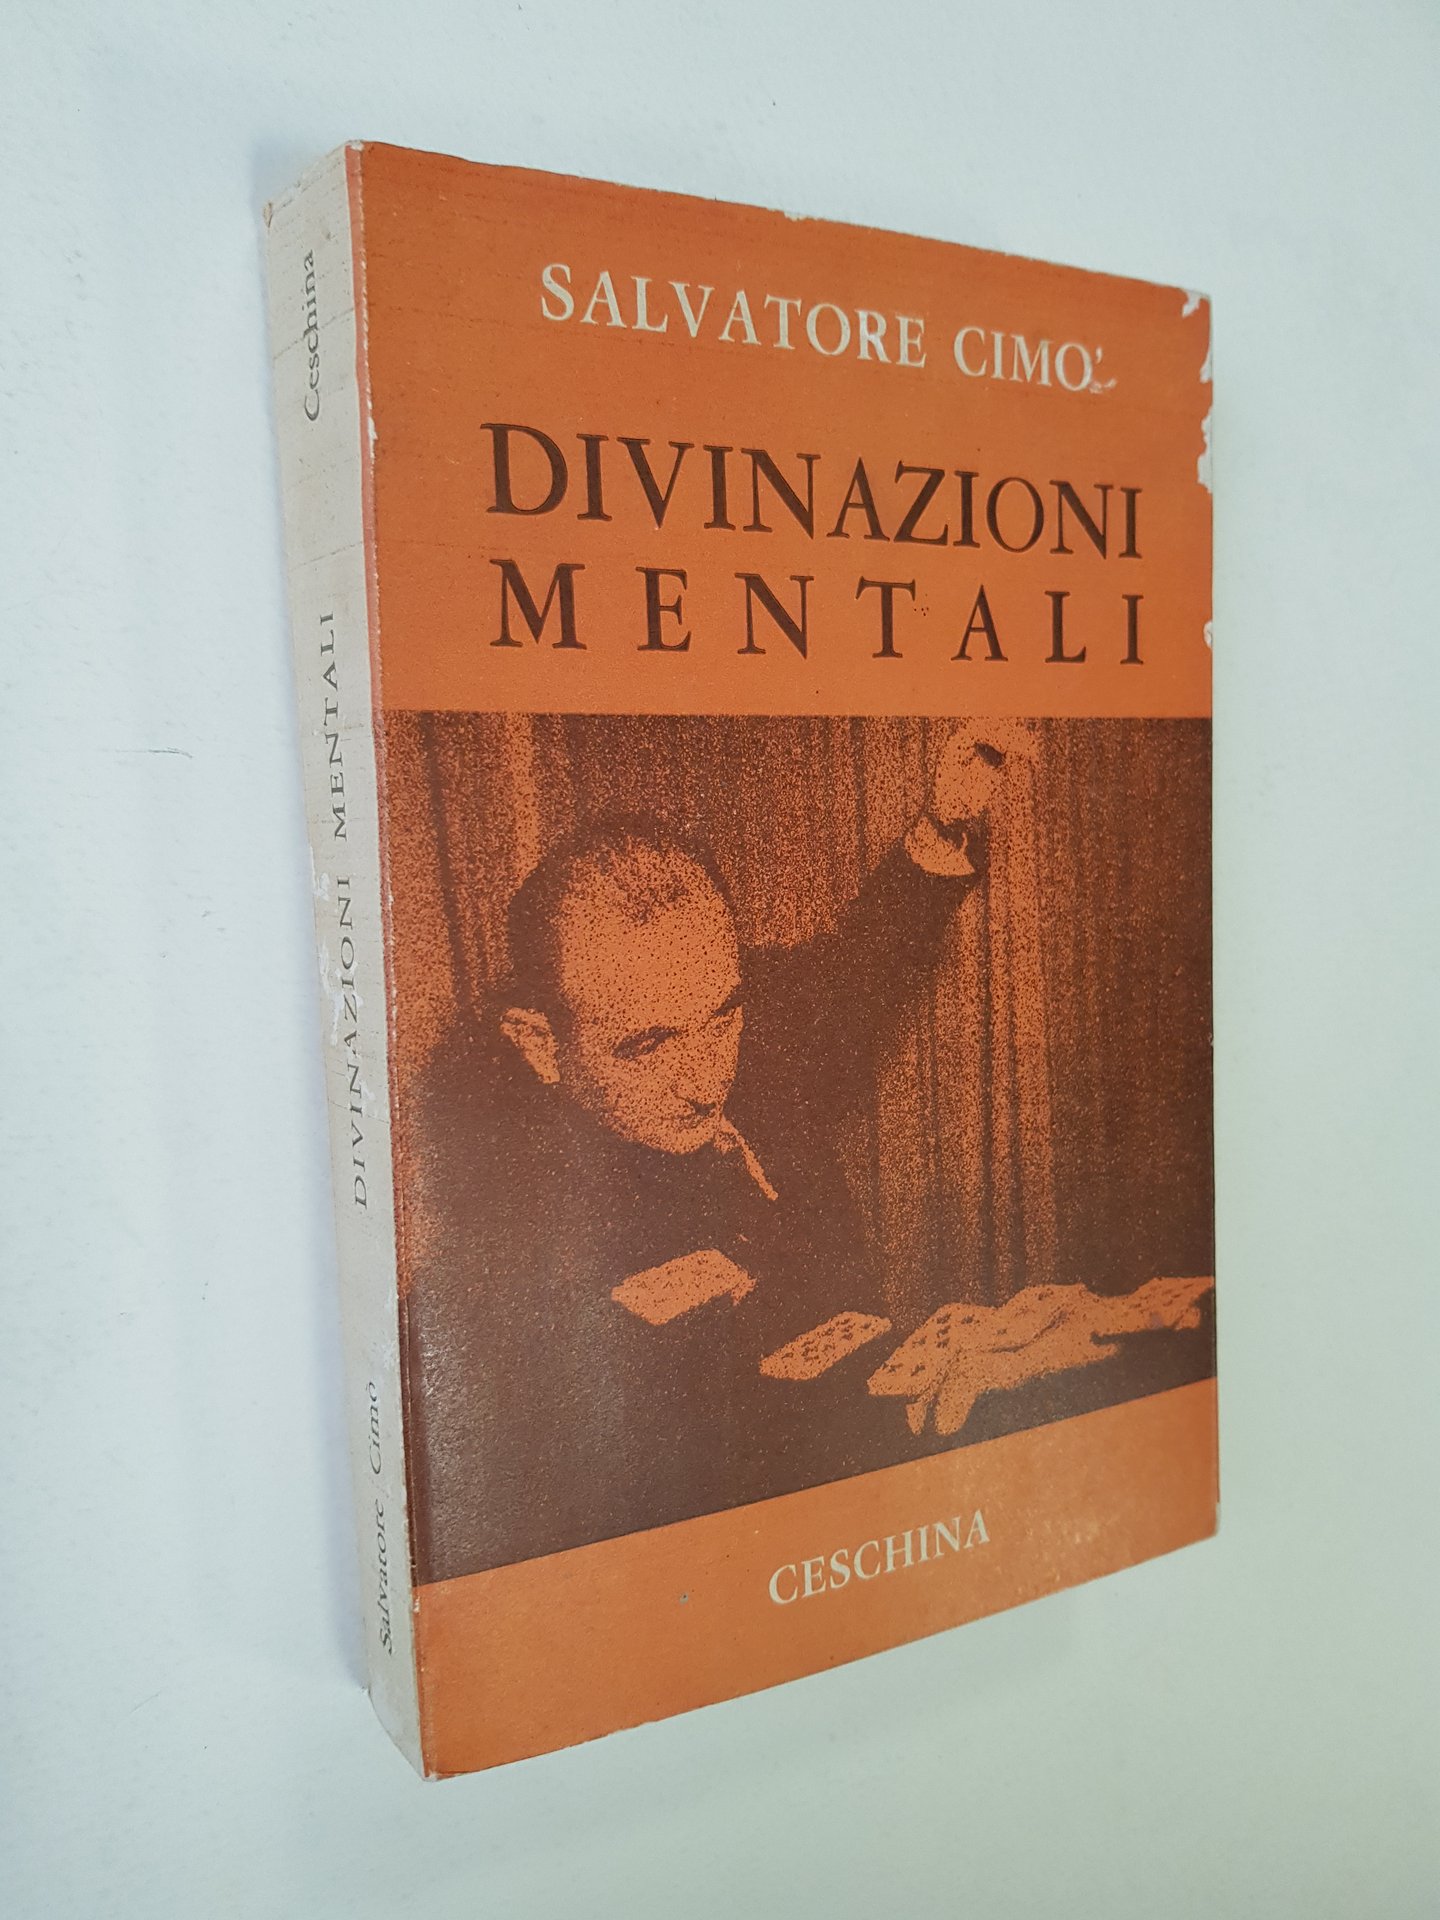 SALVATORE CIMO'
DIVINAZIONI
MENTALI
CESCHINA
Salvatore Cimò DIVINAZIONI MENTALI Ceschina